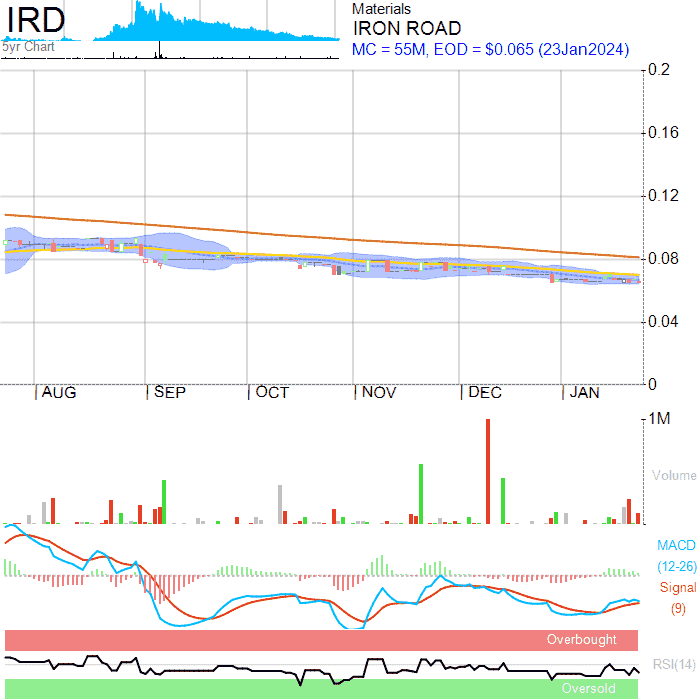 IRD
5yr Chart
Materials
IRON ROAD
MC = 55M, EOD = $0.065 (23Jan2024)
0.2
0.16
0.12
0.08
0.04
0
AUG SEP OCT NOV DEC JAN
1M
Volume
MACD
(12-26)
Signal
(9)
Overbought
RSI(14)
Oversold